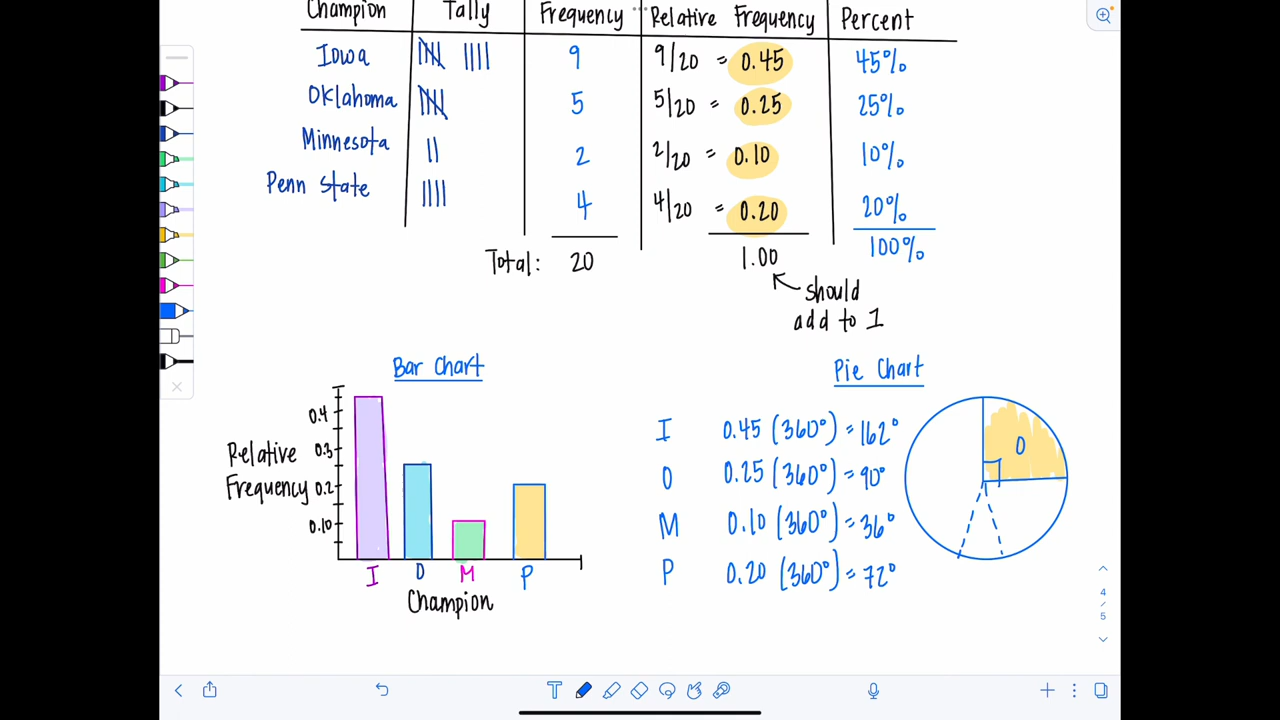 Champion Tally Frequency Relative Frequency Percent
Iowa 9 9/20 = 0.45 45%
Oklahoma 5 5/20 = 0.25 25%
Minnesota 2 2/20 = 0.10 10%
Penn State 4 4/20 = 0.20 20%
Total: 20 1.00 100%
should
add to 1
Bar Chart
0.4
0.3
0.2
0.10
Relative
Frequency
I O M P
Champion
Pie Chart
I 0.45 (360°) = 162°
O 0.25 (360°) = 90°
M 0.10 (360°) = 36°
P 0.20 (360°) = 72°
O
4
/
5
T